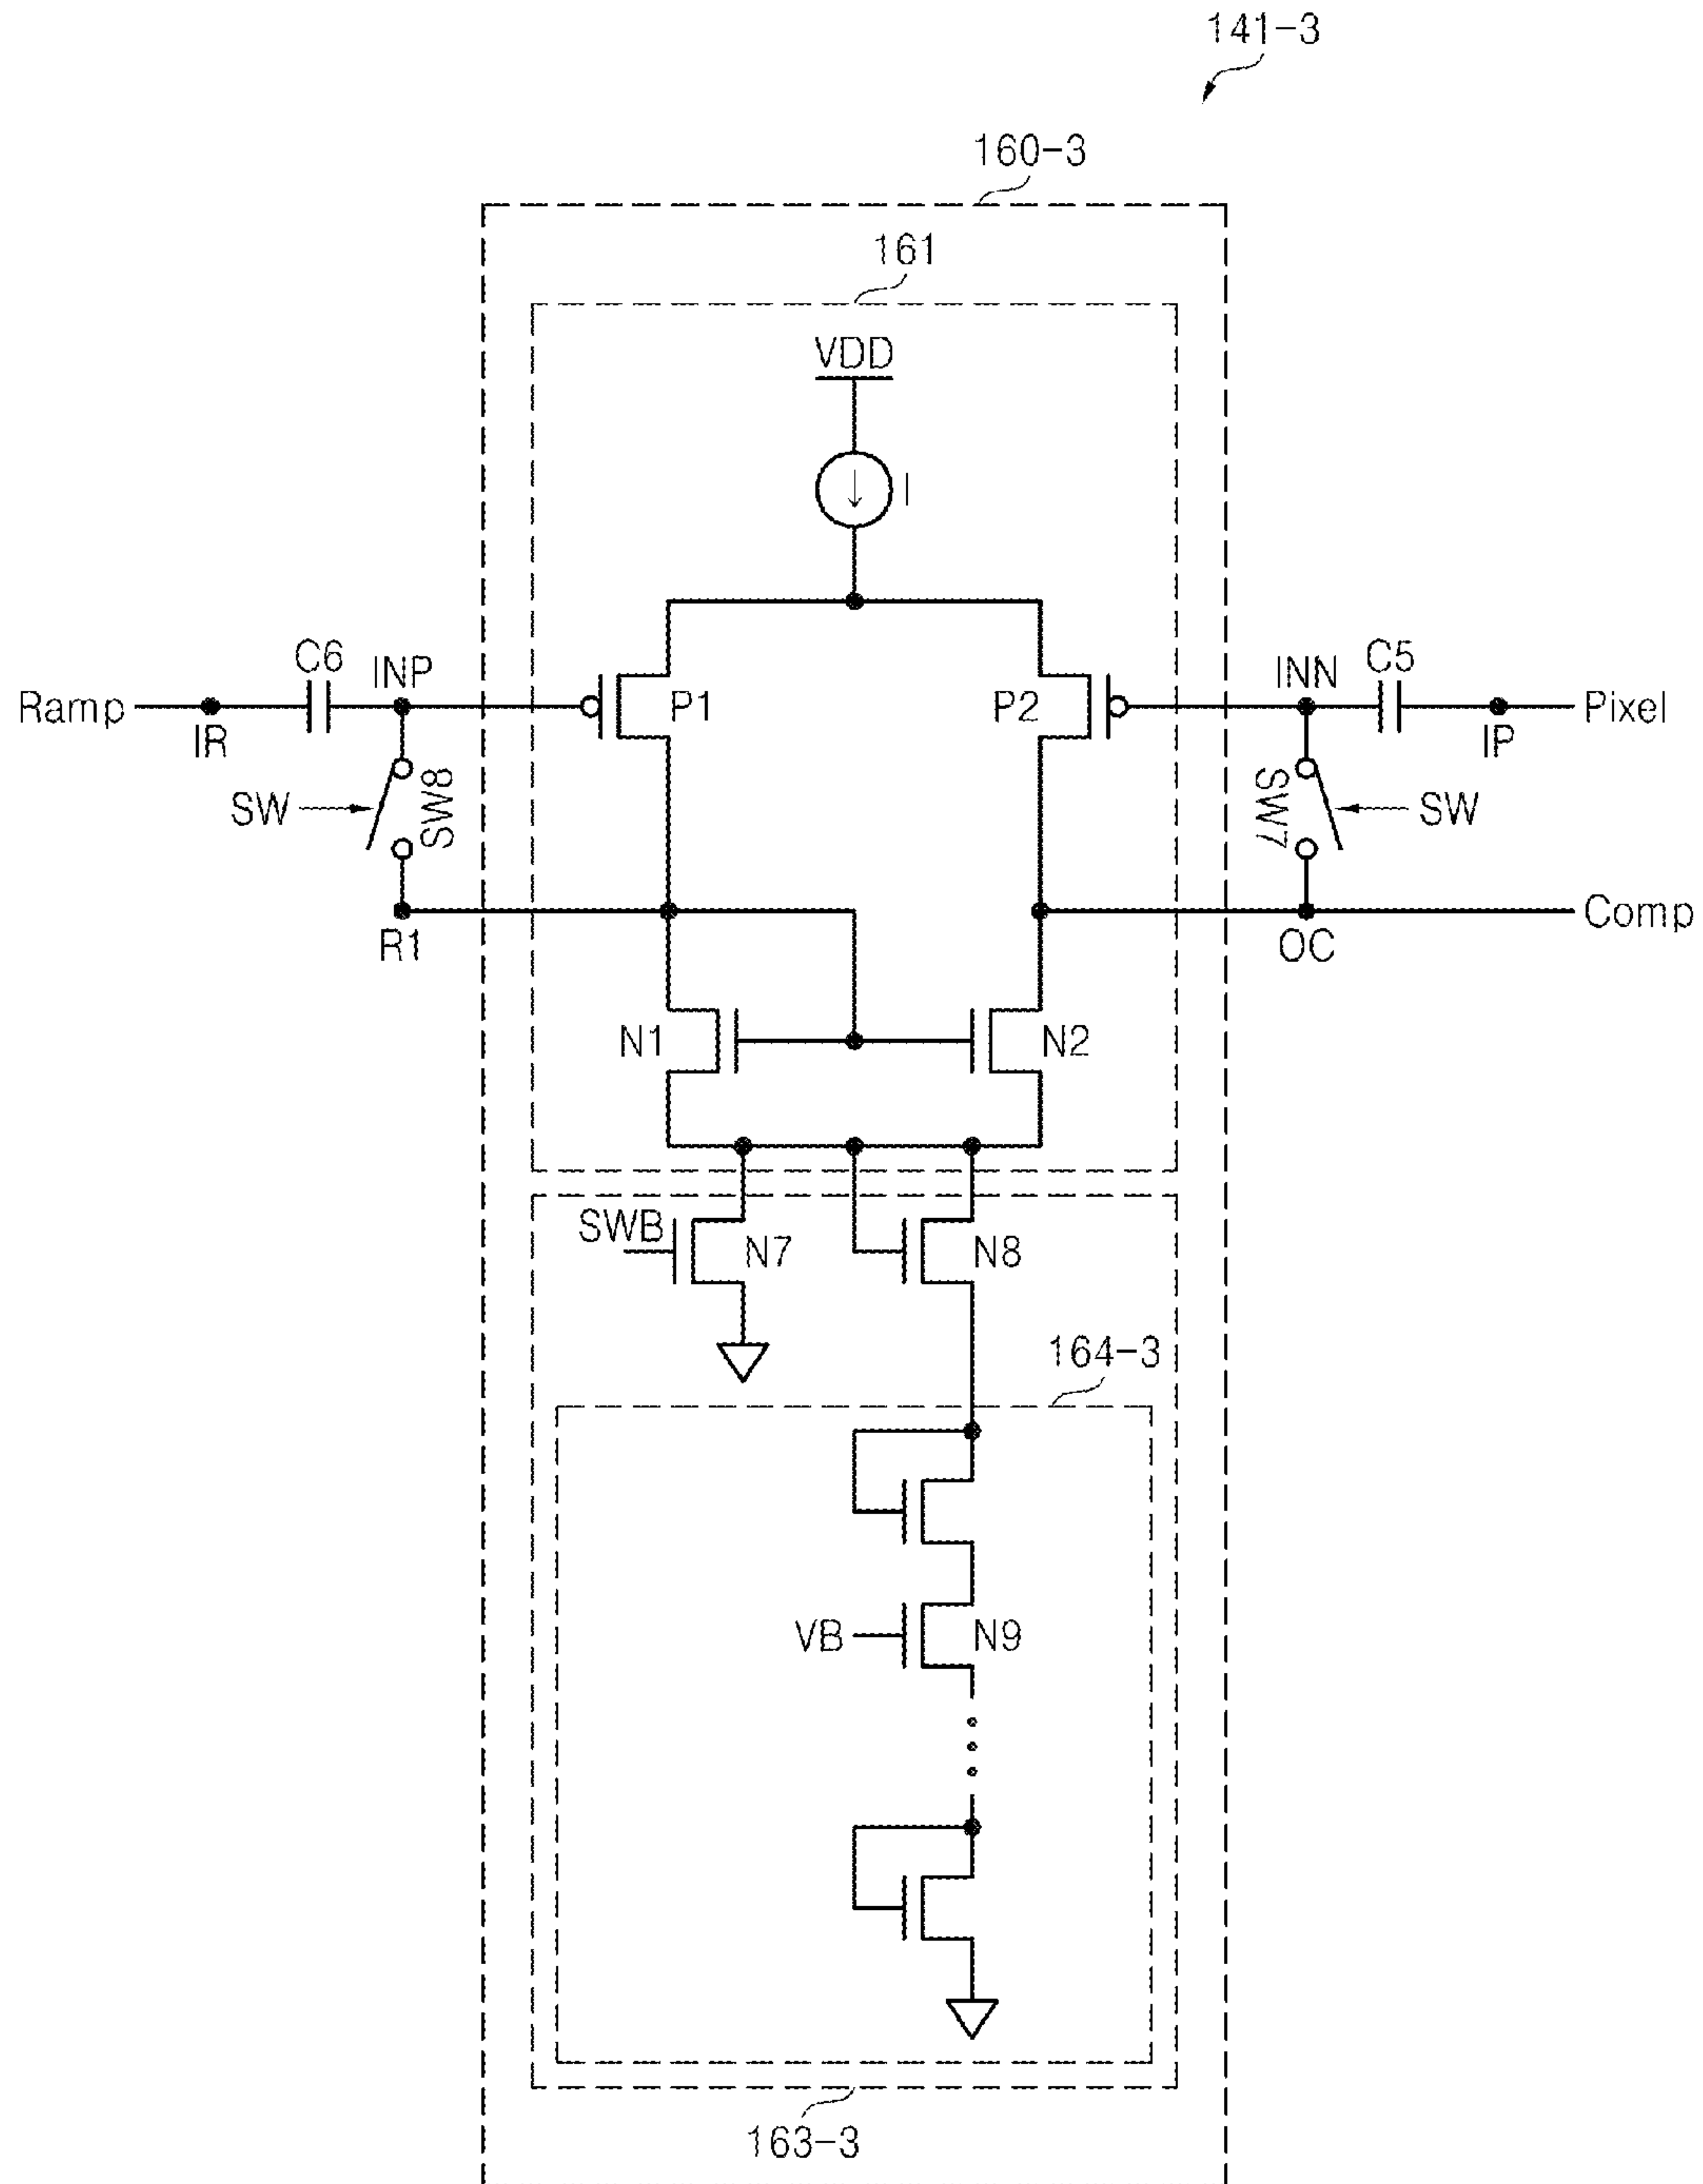 141-3
160-3
161
VDD
I
C6
INP
INN
C5
Ramp
P1
P2
Pixel
IR
IP
SW
SW8
SW7
SW
Comp
R1
OC
N1
N2
SWB
N7
N8
164-3
VB
N9
163-3